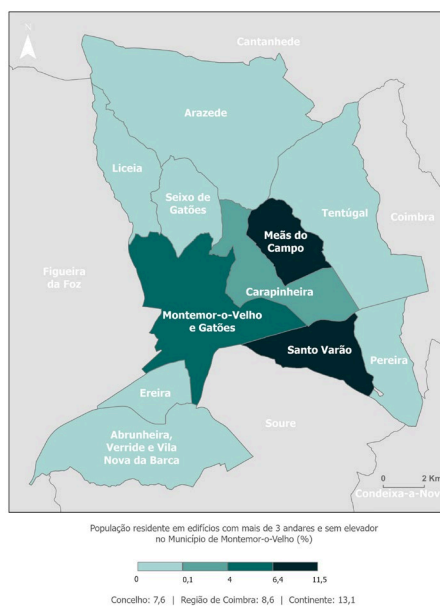 N
Cantanhede
Arazede
Liceia
Seixo de
Gatões
Tentúgal
Coimbra
Meãs do
Campo
Figueira
da Foz
Carapinheira
Montemor-o-Velho
e Gatões
Santo Varão
Pereira
Ereira
Soure
Abrunheira,
Verride e Vila
Nova da Barca
0 2 Km
Condeixa-a-Nova
População residente em edifícios com mais de 3 andares e sem elevador
no Município de Montemor-o-Velho (%)
0 0,1 4 6,4 11,5
Concelho: 7,6 | Região de Coimbra: 8,6 | Continente: 13,1